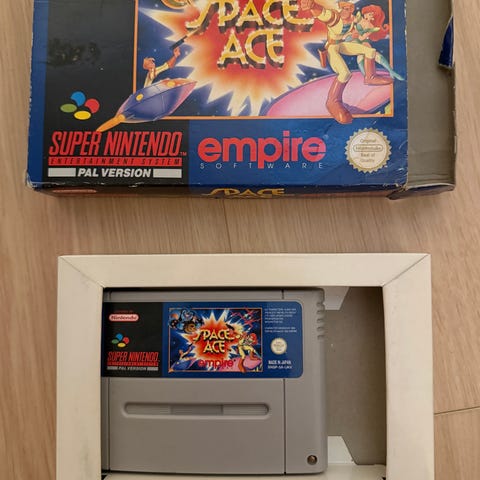 SPACE
ACE
SUPER NINTENDO
ENTERTAINMENT SYSTEM
PAL VERSION
empire
SOFTWARE
Original
Nintendo
Seal of
Quality
SPACE
Nintendo
SPACE
ACE
empire
SUPER NINTENDO
PAL VERSION
MADE IN JAPAN